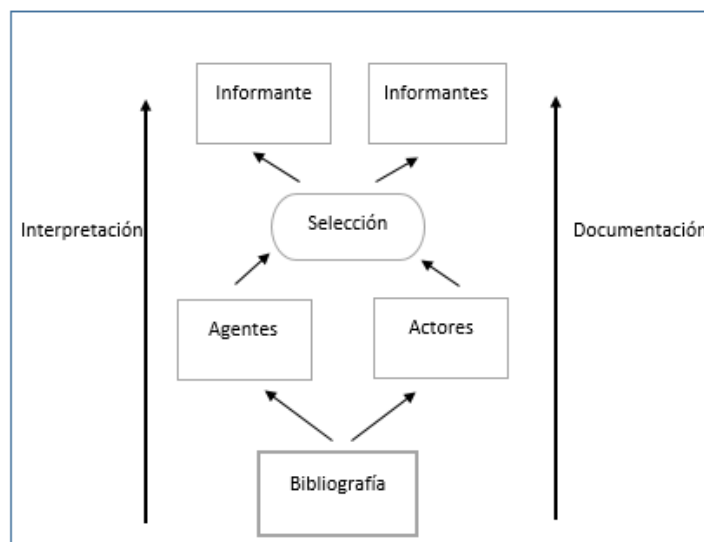 Informante
Informantes
Selección
Interpretación
Documentación
Agentes
Actores
Bibliografía